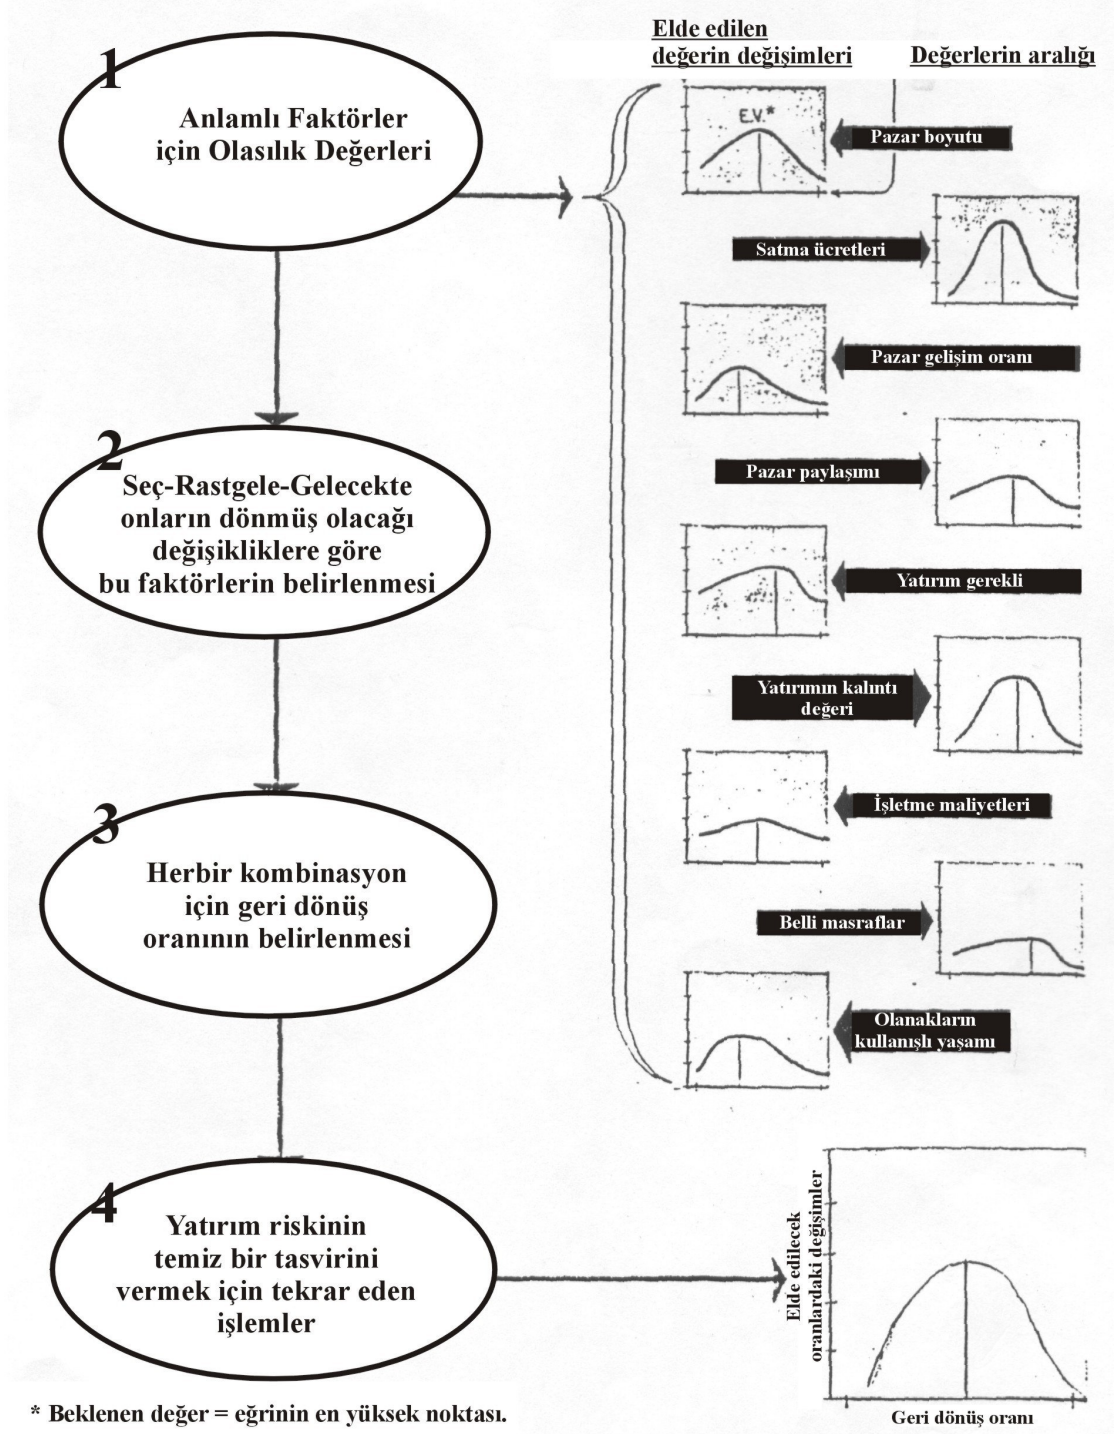 Elde edilen
değerin değişimleri
Değerlerin aralığı
1
Anlamlı Faktörler
için Olasılık Değerleri
E.V.*
Pazar boyutu
Satma ücretleri
Pazar gelişim oranı
Pazar paylaşımı
2
Seç-Rastgele-Gelecekte
onların dönmüş olacağı
değişikliklere göre
bu faktörlerin belirlenmesi
Yatırım gerekli
Yatırımın kalıntı
değeri
İşletme maliyetleri
3
Herbir kombinasyon
için geri dönüş
oranının belirlenmesi
Belli masraflar
Olanakların
kullanışlı yaşamı
4
Yatırım riskinin
temiz bir tasvirini
vermek için tekrar eden
işlemler
Elde edilecek
oranlardaki değişimler
Geri dönüş oranı
* Beklenen değer = eğrinin en yüksek noktası.